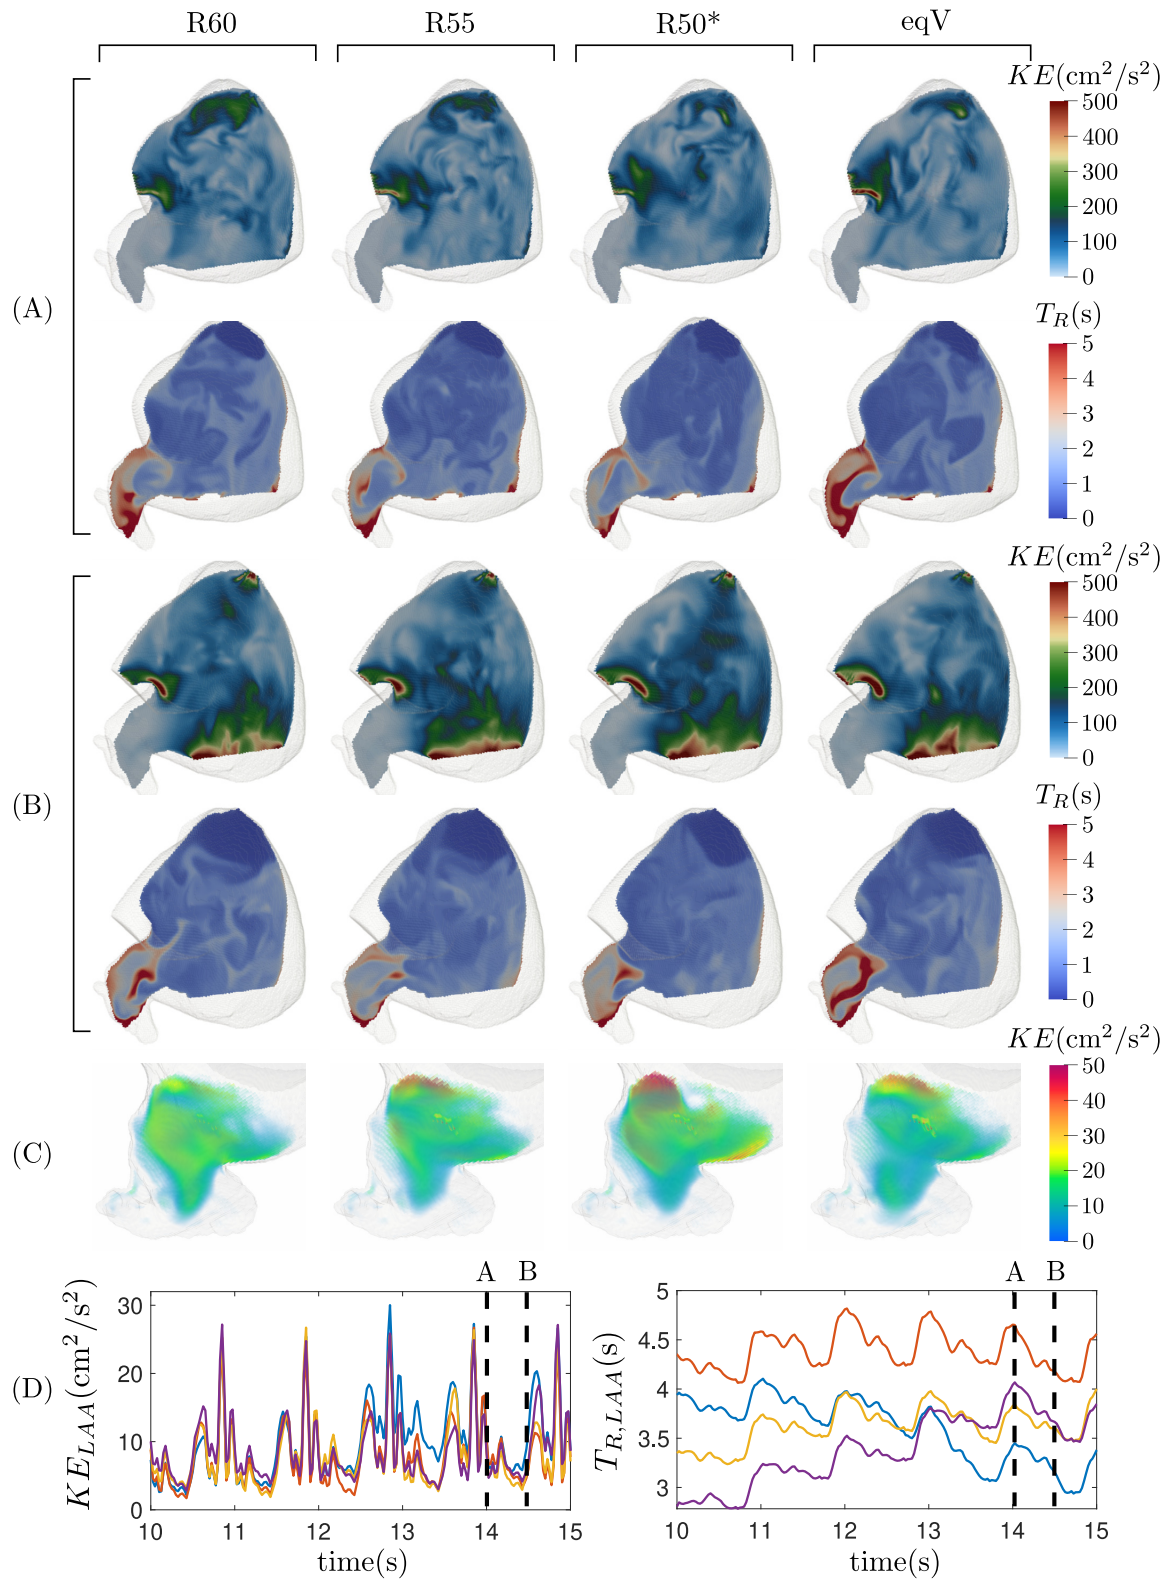 R60 R55 R50* eqV
KE(cm²/s²)
500
400
300
200
100
0
(A)
T_R(s)
5
4
3
2
1
0
KE(cm²/s²)
500
400
300
200
100
0
(B)
T_R(s)
5
4
3
2
1
0
KE(cm²/s²)
50
40
30
20
10
0
(C)
(D)
A B
KE_LAA(cm²/s²)
30
20
10
0
10 11 12 13 14 15
time(s)
A B
T_R,LAA(s)
5
4.5
4
3.5
3
10 11 12 13 14 15
time(s)